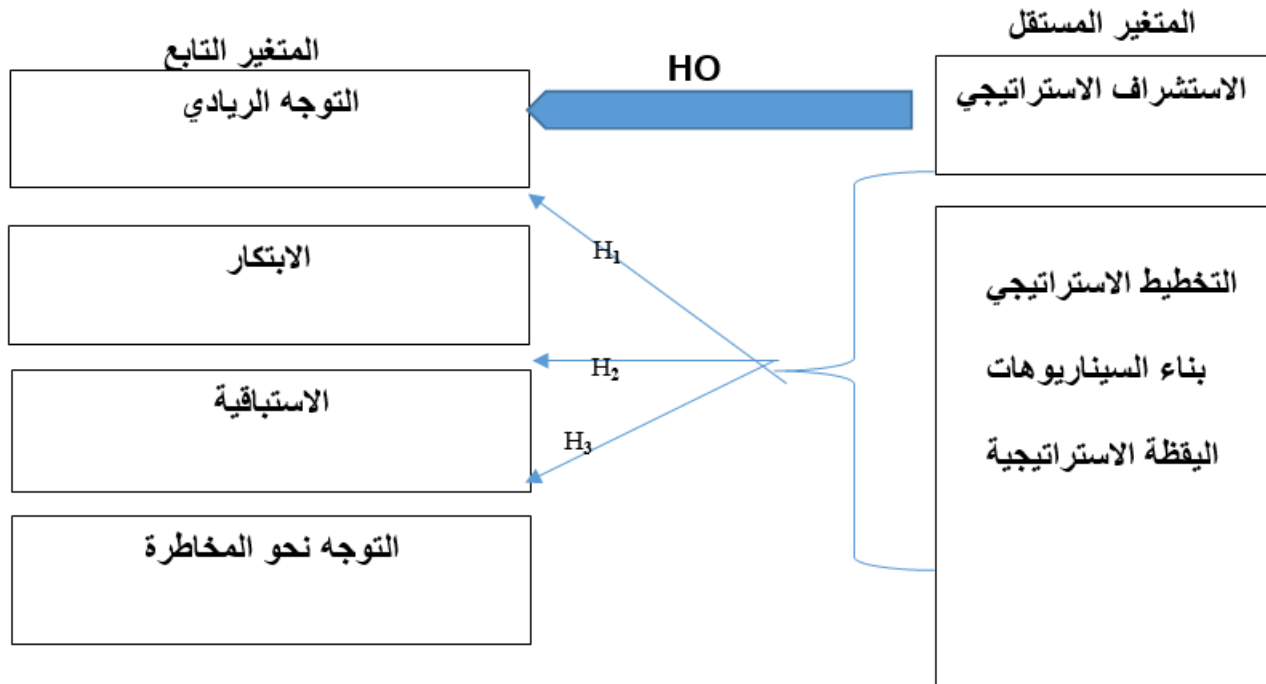 المتغير المستقل
المتغير التابع
الاستشراف الاستراتيجي
HO
التوجه الريادي
H1
الابتكار
التخطيط الاستراتيجي
H2
بناء السيناريوهات
الاستباقية
H3
اليقظة الاستراتيجية
التوجه نحو المخاطرة